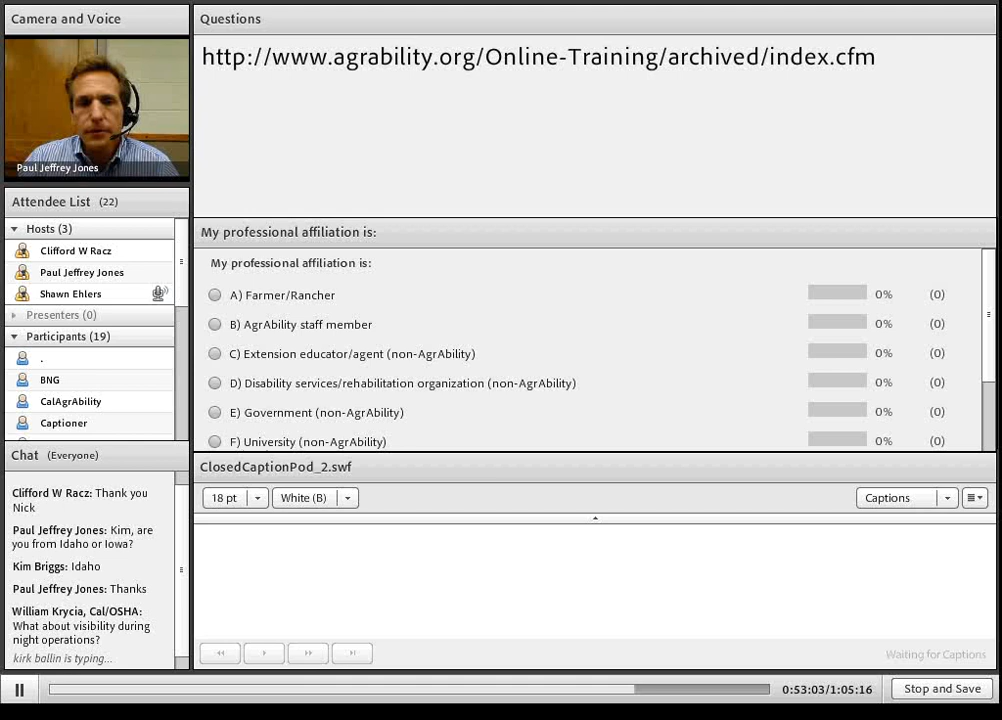 Camera and Voice
Paul Jeffrey Jones
Attendee List (22)
Hosts (3)
Clifford W Racz
Paul Jeffrey Jones
Shawn Ehlers
Presenters (0)
Participants (19)
.
BNG
CalAgrAbility
Captioner
Chat (Everyone)
Clifford W Racz: Thank you
Nick
Paul Jeffrey Jones: Kim, are
you from Idaho or Iowa?
Kim Briggs: Idaho
Paul Jeffrey Jones: Thanks
William Krycia, Cal/OSHA:
What about visibility during
night operations?
kirk ballin is typing...
Questions
http://www.agrability.org/Online-Training/archived/index.cfm
My professional affiliation is:
My professional affiliation is:
A) Farmer/Rancher 0% (0)
B) AgrAbility staff member 0% (0)
C) Extension educator/agent (non-AgrAbility) 0% (0)
D) Disability services/rehabilitation organization (non-AgrAbility) 0% (0)
E) Government (non-AgrAbility) 0% (0)
F) University (non-AgrAbility) 0% (0)
ClosedCaptionPod_2.swf
18 pt White (B) Captions
Waiting for Captions
0:53:03/1:05:16 Stop and Save